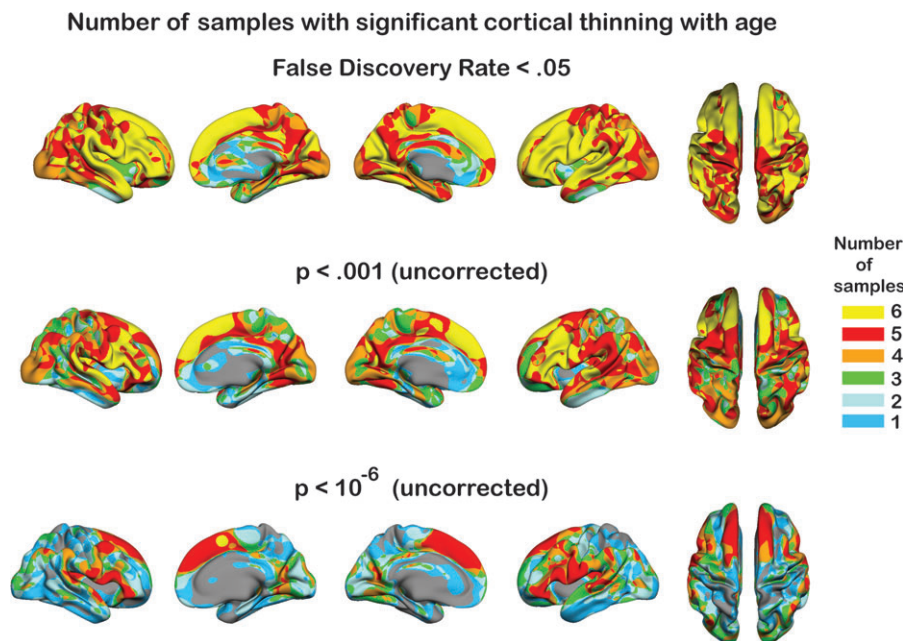 Number of samples with significant cortical thinning with age
False Discovery Rate < .05
p < .001 (uncorrected)
Number
of
samples
6
5
4
3
2
1
p < 10⁻⁶ (uncorrected)